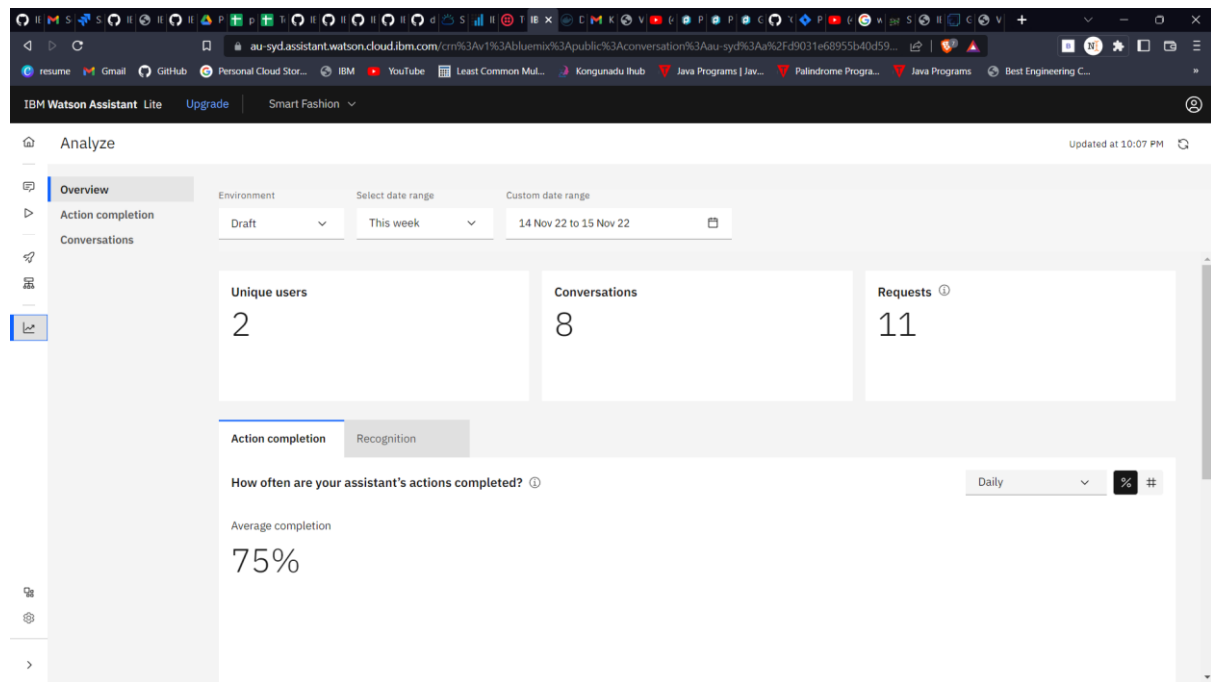 au-syd.assistant.watson.cloud.ibm.com/crn%3Av1%3Abluemix%3Apublic%3Aconversation%3Aau-syd%3Aa%2Fd9031e68955b40d59...
resume Gmail GitHub Personal Cloud Stor... IBM YouTube Least Common Mul... Kongunadu Ihub Java Programs | Jav... Palindrome Progra... Java Programs Best Engineering C...
IBM Watson Assistant Lite Upgrade Smart Fashion
Analyze Updated at 10:07 PM
Overview
Action completion
Conversations
Environment Select date range Custom date range
Draft This week 14 Nov 22 to 15 Nov 22
Unique users Conversations Requests
2 8 11
Action completion Recognition
How often are your assistant's actions completed? Daily % #
Average completion
75%